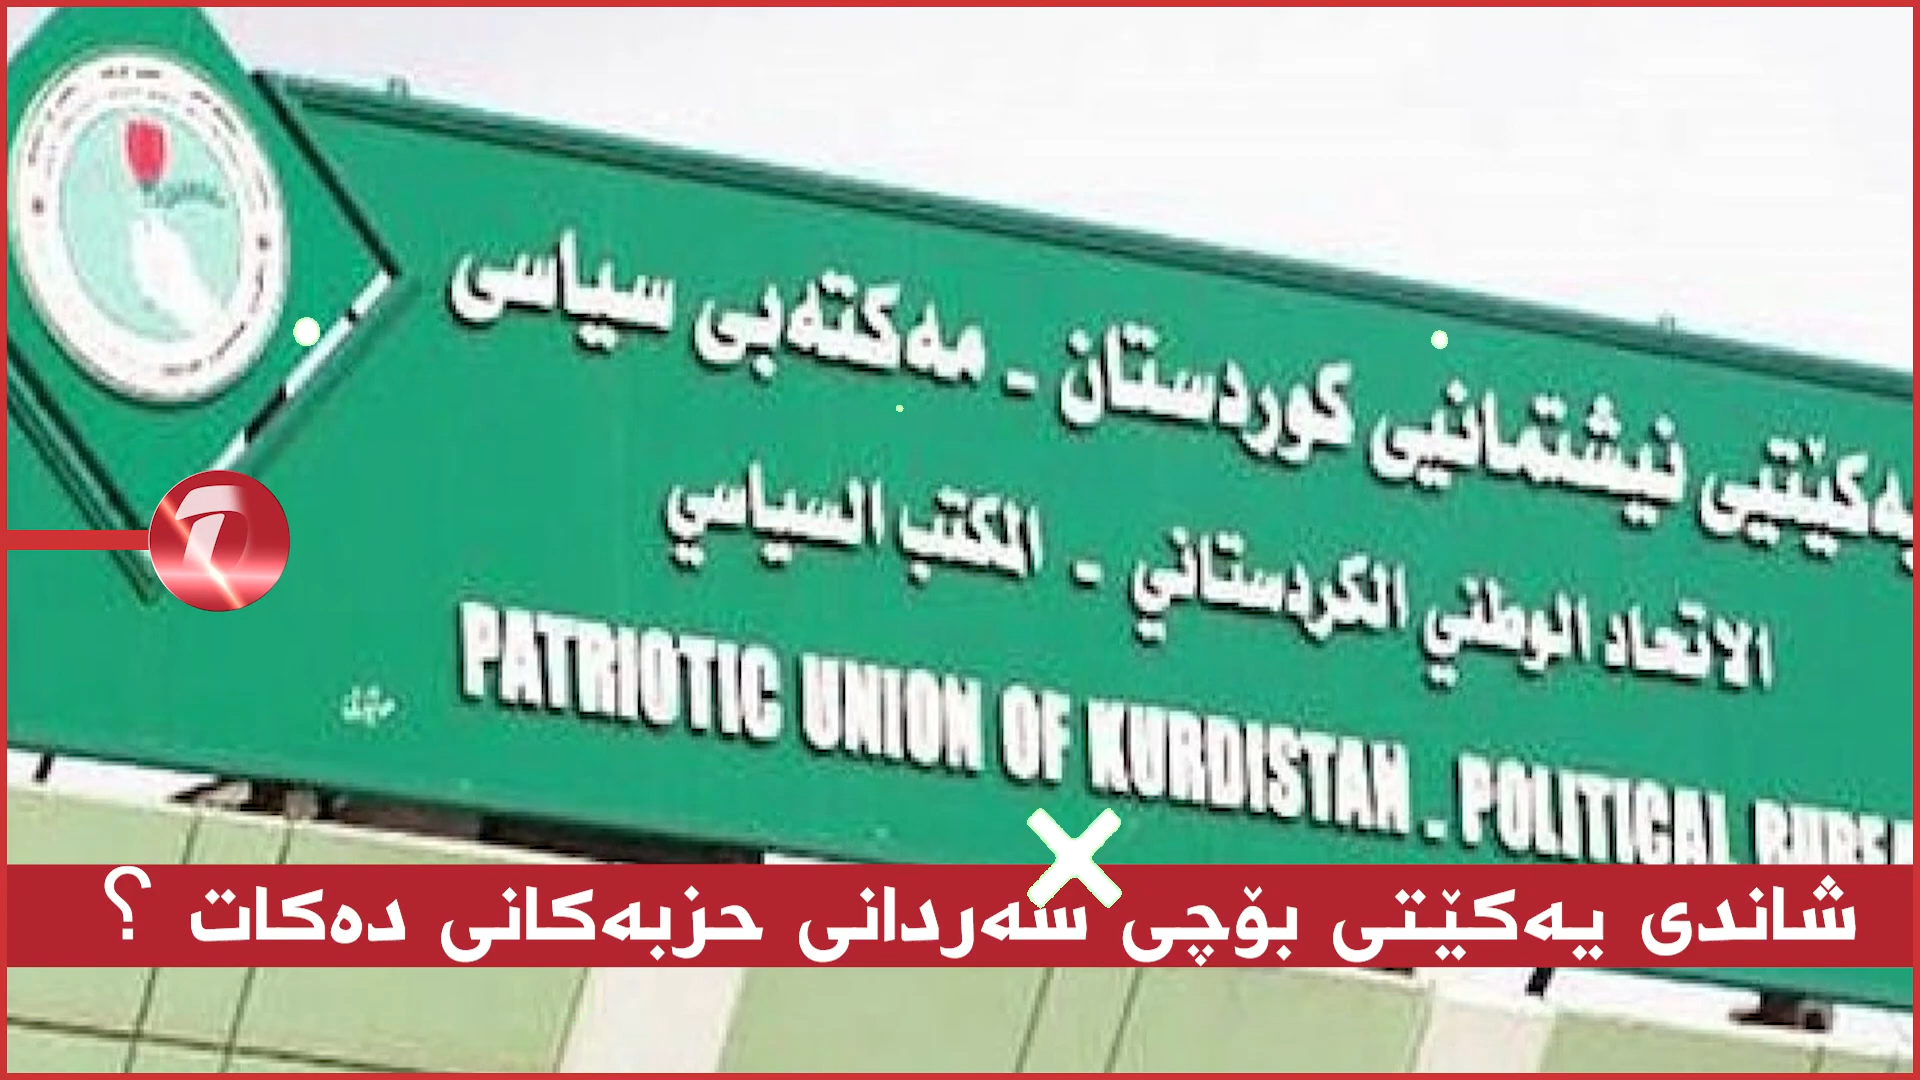 یەکێتیی نیشتمانیی کوردستان - مەکتەبی سیاسی
الاتحاد الوطني الكردستاني - المكتب السياسي
PATRIOTIC UNION OF KURDISTAN . POLITICAL
شاندی یەکێتی بۆچی سەردانی حزبەکانی دەکات ؟